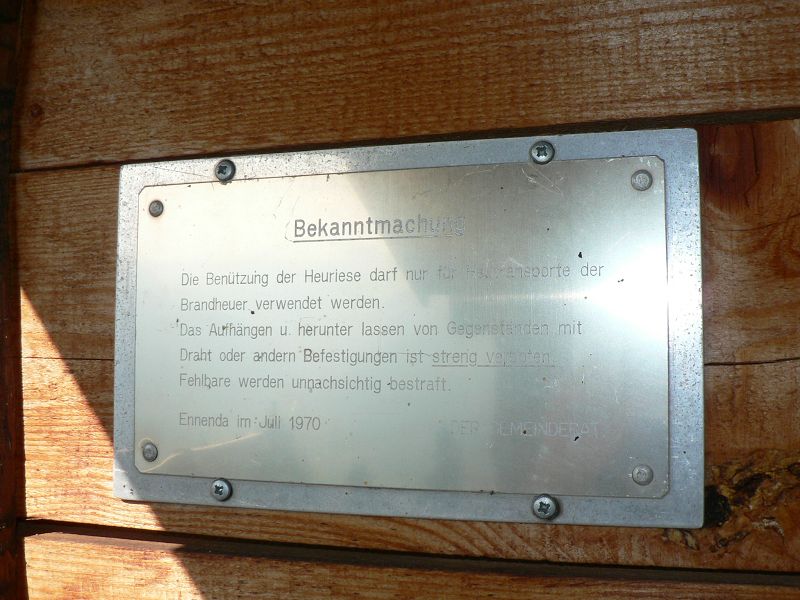 Bekanntmachung
Die Benützung der Heuriese darf nur für Heutransporte der
Brandheuer verwendet werden.
Das Aufhängen u. herunter lassen von Gegenständen mit
Draht oder andern Befestigungen ist streng verboten.
Fehlbare werden unnachsichtig bestraft.
Ennenda im Juli 1970 DER GEMEINDERAT